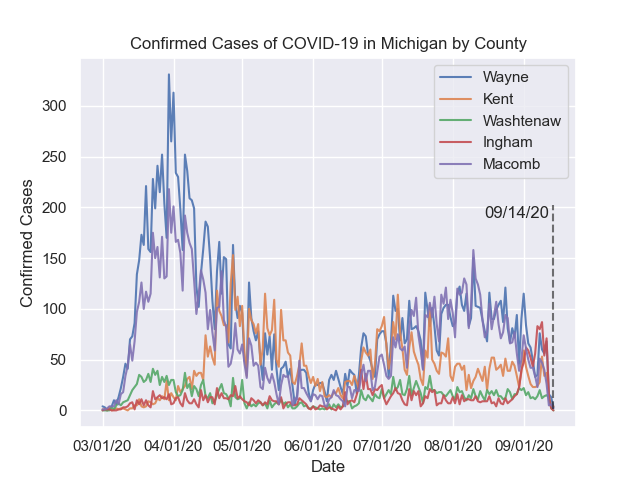 Confirmed Cases of COVID-19 in Michigan by County
Wayne
Kent
Washtenaw
Ingham
Macomb
09/14/20
Confirmed Cases
300
250
200
150
100
50
0
03/01/20 04/01/20 05/01/20 06/01/20 07/01/20 08/01/20 09/01/20
Date